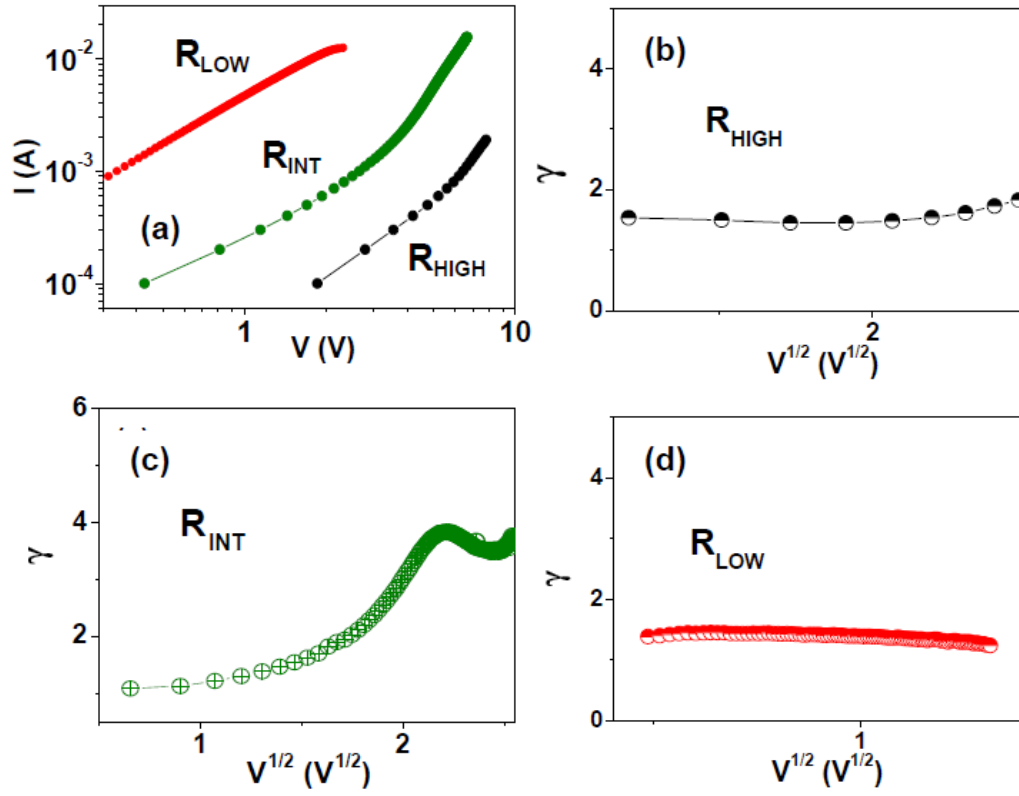 10⁻²
10⁻³
10⁻⁴
I (A)
R_LOW
R_INT
R_HIGH
(a)
1
10
V (V)
4
2
0
γ
(b)
R_HIGH
2
V^1/2 (V^1/2)
6
4
2
γ
(c)
R_INT
1
2
V^1/2 (V^1/2)
4
2
0
γ
(d)
R_LOW
1
V^1/2 (V^1/2)